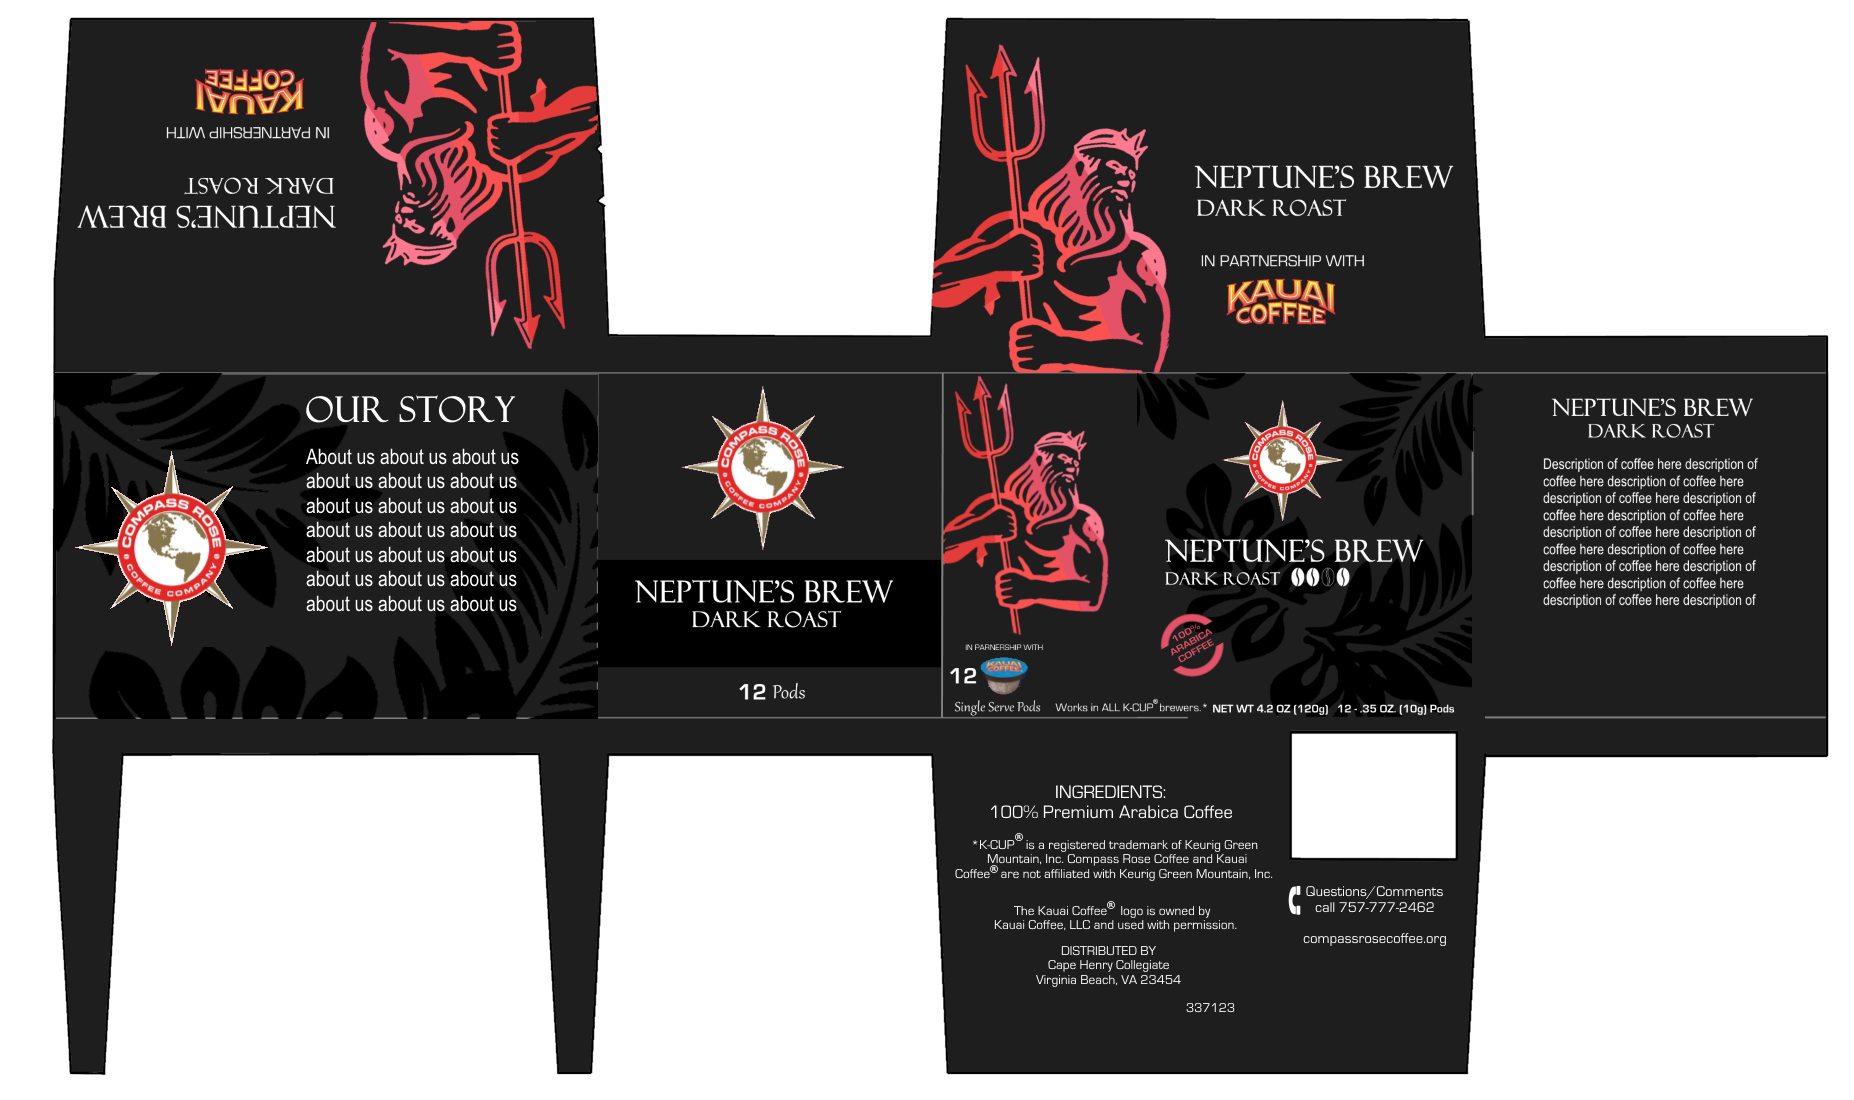 KAUAI
COFFEE
IN PARTNERSHIP WITH
DARK ROAST
NEPTUNE'S BREW
NEPTUNE'S BREW
DARK ROAST
IN PARTNERSHIP WITH
KAUAI
COFFEE
OUR STORY
About us about us about us
about us about us about us
about us about us about us
about us about us about us
about us about us about us
about us about us about us
about us about us about us
COMPASS ROSE
COFFEE COMPANY
COMPASS ROSE
COFFEE COMPANY
NEPTUNE'S BREW
DARK ROAST
12 Pods
COMPASS ROSE
COFFEE COMPANY
NEPTUNE'S BREW
DARK ROAST
100%
ARABICA
COFFEE
IN PARNERSHIP WITH
KAUAI
COFFEE
12
Single Serve Pods
Works in ALL K-CUP® brewers.*
NET WT 4.2 OZ (120g) 12 - .35 OZ. (10g) Pods
NEPTUNE'S BREW
DARK ROAST
Description of coffee here description of
coffee here description of coffee here
description of coffee here description of
coffee here description of coffee here
description of coffee here description of
coffee here description of coffee here
description of coffee here description of
coffee here description of coffee here
description of coffee here description of
INGREDIENTS:
100% Premium Arabica Coffee
*K-CUP® is a registered trademark of Keurig Green
Mountain, Inc. Compass Rose Coffee and Kauai
Coffee® are not affiliated with Keurig Green Mountain, Inc.
The Kauai Coffee® logo is owned by
Kauai Coffee, LLC and used with permission.
DISTRIBUTED BY
Cape Henry Collegiate
Virginia Beach, VA 23454
337123
Questions/Comments
call 757-777-2462
compassrosecoffee.org